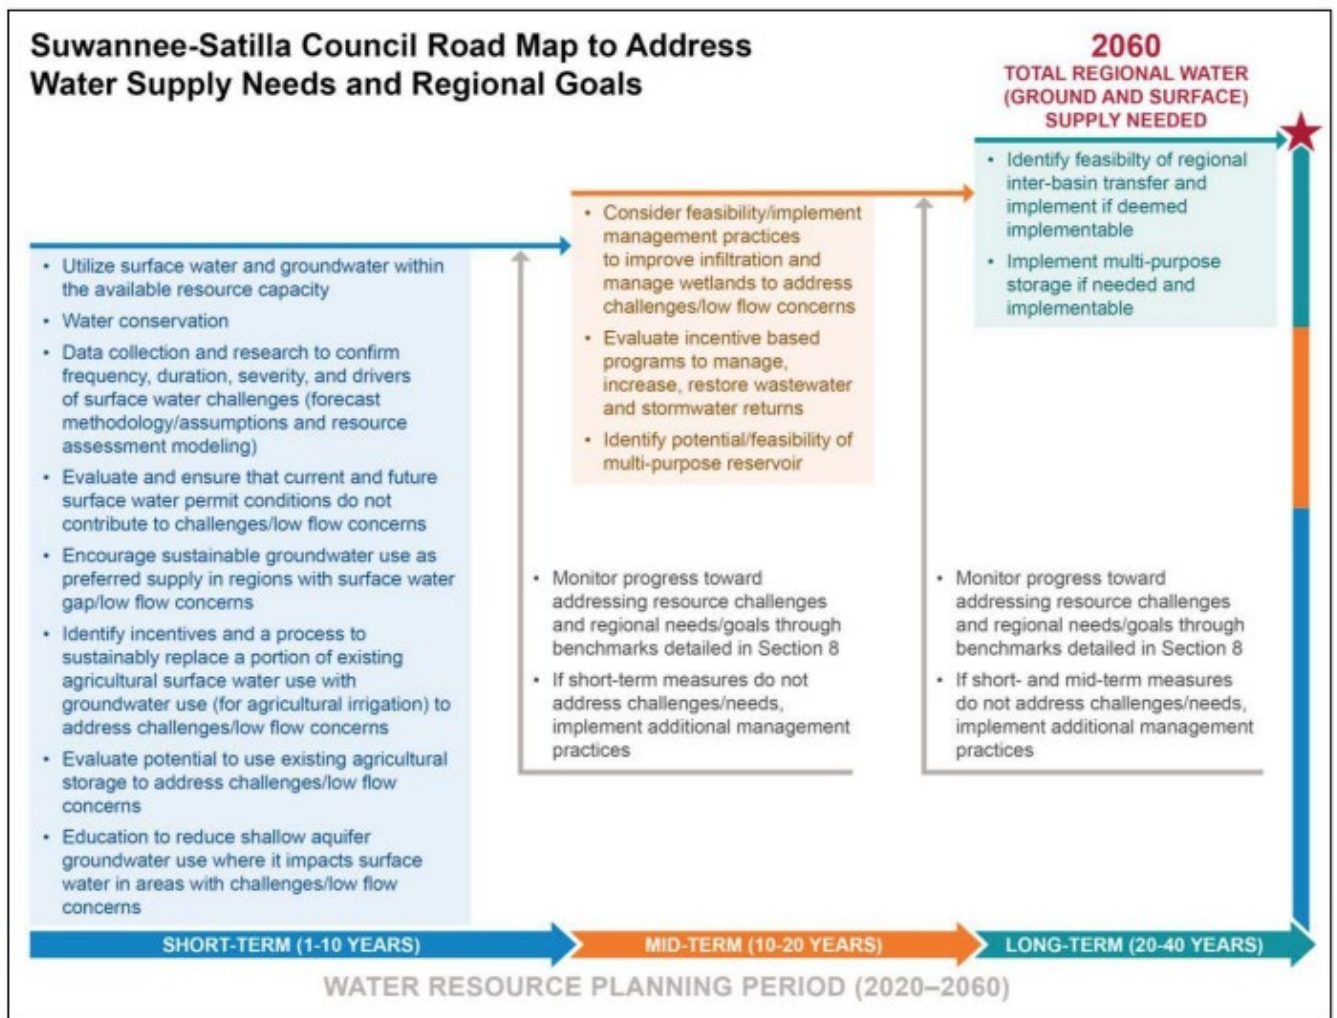 Suwannee-Satilla Council Road Map to Address
Water Supply Needs and Regional Goals
2060
TOTAL REGIONAL WATER
(GROUND AND SURFACE)
SUPPLY NEEDED
• Utilize surface water and groundwater within
the available resource capacity
• Water conservation
• Data collection and research to confirm
frequency, duration, severity, and drivers
of surface water challenges (forecast
methodology/assumptions and resource
assessment modeling)
• Evaluate and ensure that current and future
surface water permit conditions do not
contribute to challenges/low flow concerns
• Encourage sustainable groundwater use as
preferred supply in regions with surface water
gap/low flow concerns
• Identify incentives and a process to
sustainably replace a portion of existing
agricultural surface water use with
groundwater use (for agricultural irrigation) to
address challenges/low flow concerns
• Evaluate potential to use existing agricultural
storage to address challenges/low flow
concerns
• Education to reduce shallow aquifer
groundwater use where it impacts surface
water in areas with challenges/low flow
concerns
• Consider feasibility/implement
management practices
to improve infiltration and
manage wetlands to address
challenges/low flow concerns
• Evaluate incentive based
programs to manage,
increase, restore wastewater
and stormwater returns
• Identify potential/feasibility of
multi-purpose reservoir
• Monitor progress toward
addressing resource challenges
and regional needs/goals through
benchmarks detailed in Section 8
• If short-term measures do not
address challenges/needs,
implement additional management
practices
• Identify feasibilty of regional
inter-basin transfer and
implement if deemed
implementable
• Implement multi-purpose
storage if needed and
implementable
• Monitor progress toward
addressing resource challenges
and regional needs/goals through
benchmarks detailed in Section 8
• If short- and mid-term measures
do not address challenges/needs,
implement additional management
practices
SHORT-TERM (1-10 YEARS)
MID-TERM (10-20 YEARS)
LONG-TERM (20-40 YEARS)
WATER RESOURCE PLANNING PERIOD (2020–2060)